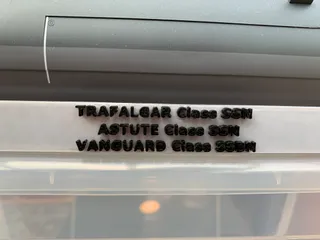 TRAFALGAR Class SSN
ASTUTE Class SSN
VANGUARD Class SSBN